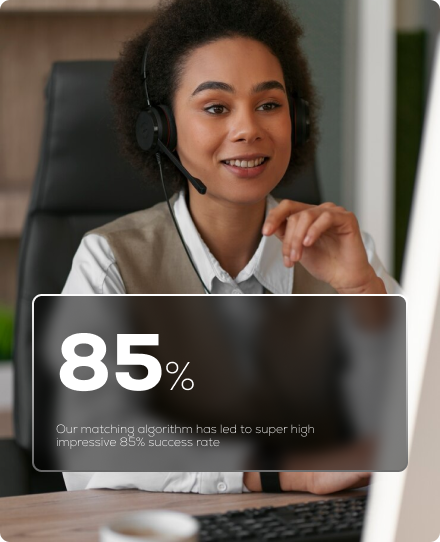 85%
Our matching algorithm has led to super high
impressive 85% success rate